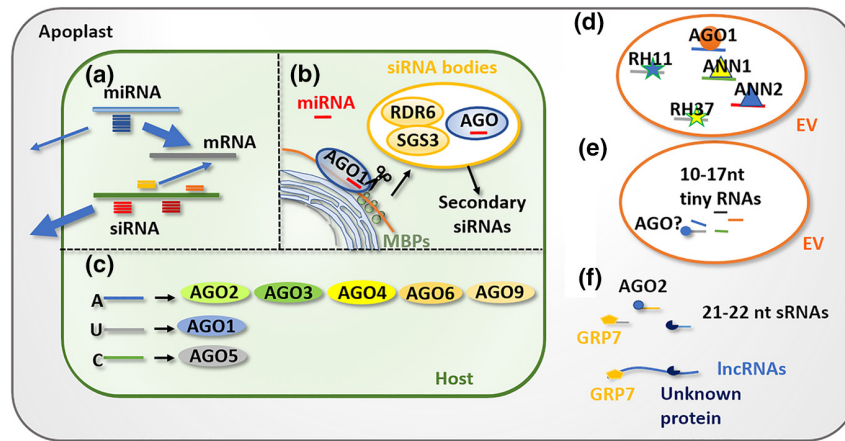 Apoplast
(a)
miRNA
mRNA
siRNA
(b)
siRNA bodies
miRNA
RDR6
SGS3
AGO
AGO1
Secondary
siRNAs
MBPs
(c)
A AGO2 AGO3 AGO4 AGO6 AGO9
U AGO1
C AGO5
Host
(d)
AGO1
RH11
ANN1
ANN2
RH37
EV
(e)
10-17nt
tiny RNAs
AGO?
EV
(f)
AGO2
21-22 nt sRNAs
GRP7
lncRNAs
GRP7
Unknown
protein